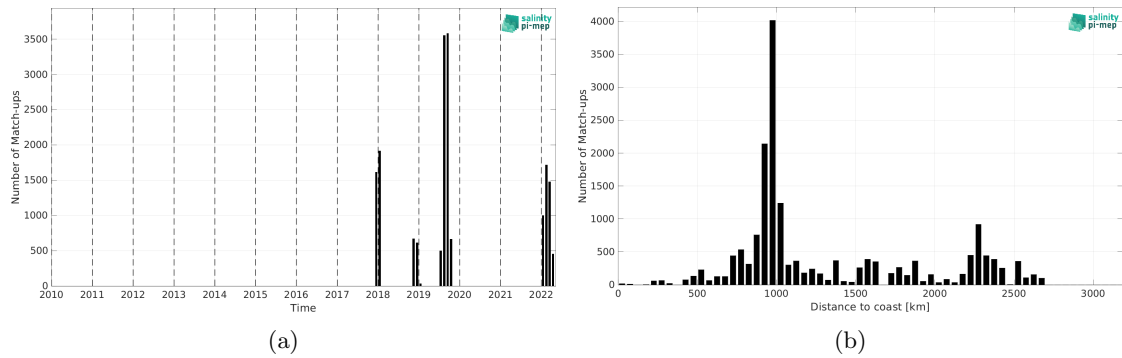 salinity
pi-mep
3500
3000
2500
2000
1500
1000
500
0
Number of Match-ups
2010 2011 2012 2013 2014 2015 2016 2017 2018 2019 2020 2021 2022
Time
(a)
salinity
pi-mep
4000
3500
3000
2500
2000
1500
1000
500
0
Number of Match-ups
0 500 1000 1500 2000 2500 3000
Distance to coast [km]
(b)